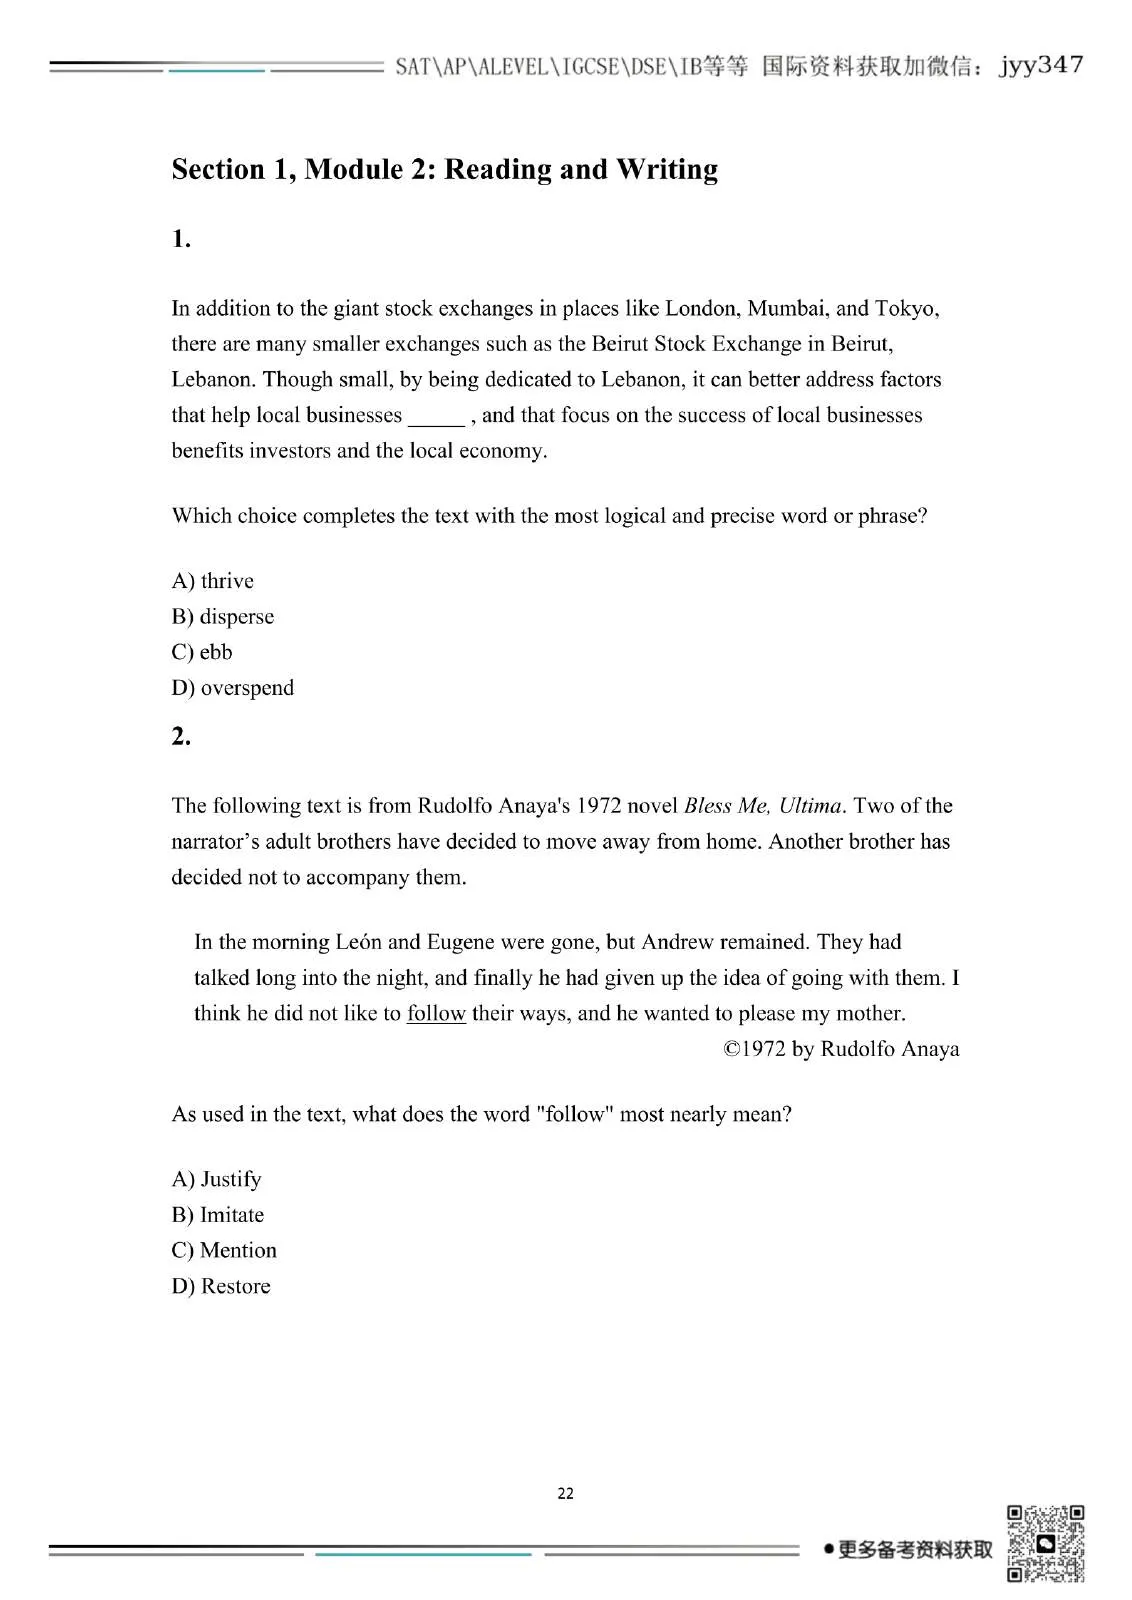 SAT\AP\ALEVEL\IGCSE\DSE\IB等等 国际资料获取加微信: jyy347
Section 1, Module 2: Reading and Writing
1.
In addition to the giant stock exchanges in places like London, Mumbai, and Tokyo,
there are many smaller exchanges such as the Beirut Stock Exchange in Beirut,
Lebanon. Though small, by being dedicated to Lebanon, it can better address factors
that help local businesses _____ , and that focus on the success of local businesses
benefits investors and the local economy.
Which choice completes the text with the most logical and precise word or phrase?
A) thrive
B) disperse
C) ebb
D) overspend
2.
The following text is from Rudolfo Anaya's 1972 novel Bless Me, Ultima. Two of the
narrator’s adult brothers have decided to move away from home. Another brother has
decided not to accompany them.
In the morning León and Eugene were gone, but Andrew remained. They had
talked long into the night, and finally he had given up the idea of going with them. I
think he did not like to follow their ways, and he wanted to please my mother.
©1972 by Rudolfo Anaya
As used in the text, what does the word "follow" most nearly mean?
A) Justify
B) Imitate
C) Mention
D) Restore
22
●更多备考资料获取